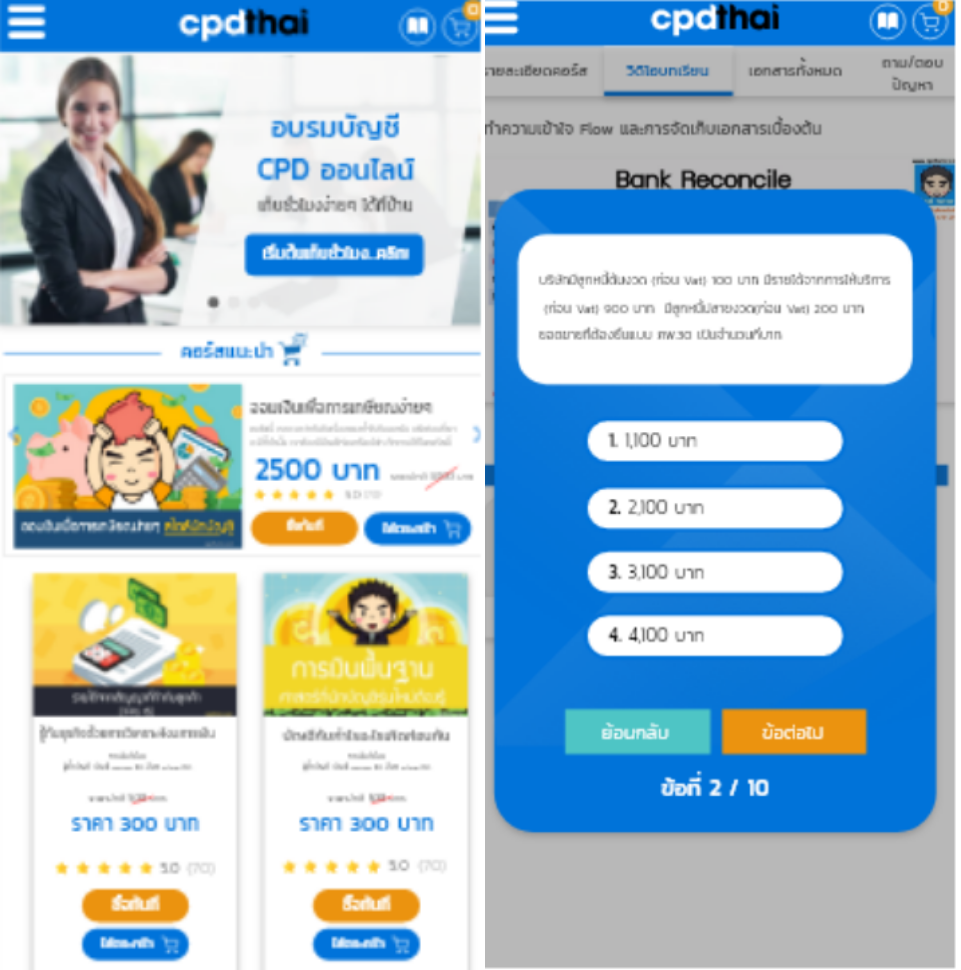 cpdthai
0
อบรมบัญชี
CPD ออนไลน์
เก็บชั่วโมงง่ายๆ ได้ที่บ้าน
เริ่มต้นเก็บชั่วโมง..คลิก!
คอร์สแนะนำ
ออมเงินเพื่อการเกษียณง่ายๆ
2500 บาท
5.0 (70)
ซื้อทันที
ใส่ตะกร้า
ออมเงินเพื่อการเกษียณง่ายๆ สไตล์นักบัญชี
การเงินพื้นฐาน
ราคา 300 บาท
ราคา 300 บาท
5.0 (70)
5.0 (70)
ซื้อทันที
ซื้อทันที
ใส่ตะกร้า
ใส่ตะกร้า
cpdthai
0
รายละเอียดคอร์ส
วิดีโอบทเรียน
เอกสารทั้งหมด
ถาม/ตอบ
ปัญหา
ทำความเข้าใจ Flow และการจัดเก็บเอกสารเบื้องต้น
Bank Reconcile
บริษัทมีลูกหนี้ต้นงวด (ก่อน Vat) 100 บาท มีรายได้จากการให้บริการ
(ก่อน Vat) 900 บาท มีลูกหนี้ปลายงวด(ก่อน Vat) 200 บาท
ยอดขายที่ต้องยื่นแบบ ภพ.30 เป็นจำนวนกี่บาท
1. 1,100 บาท
2. 2,100 บาท
3. 3,100 บาท
4. 4,100 บาท
ย้อนกลับ
ข้อต่อไป
ข้อที่ 2 / 10